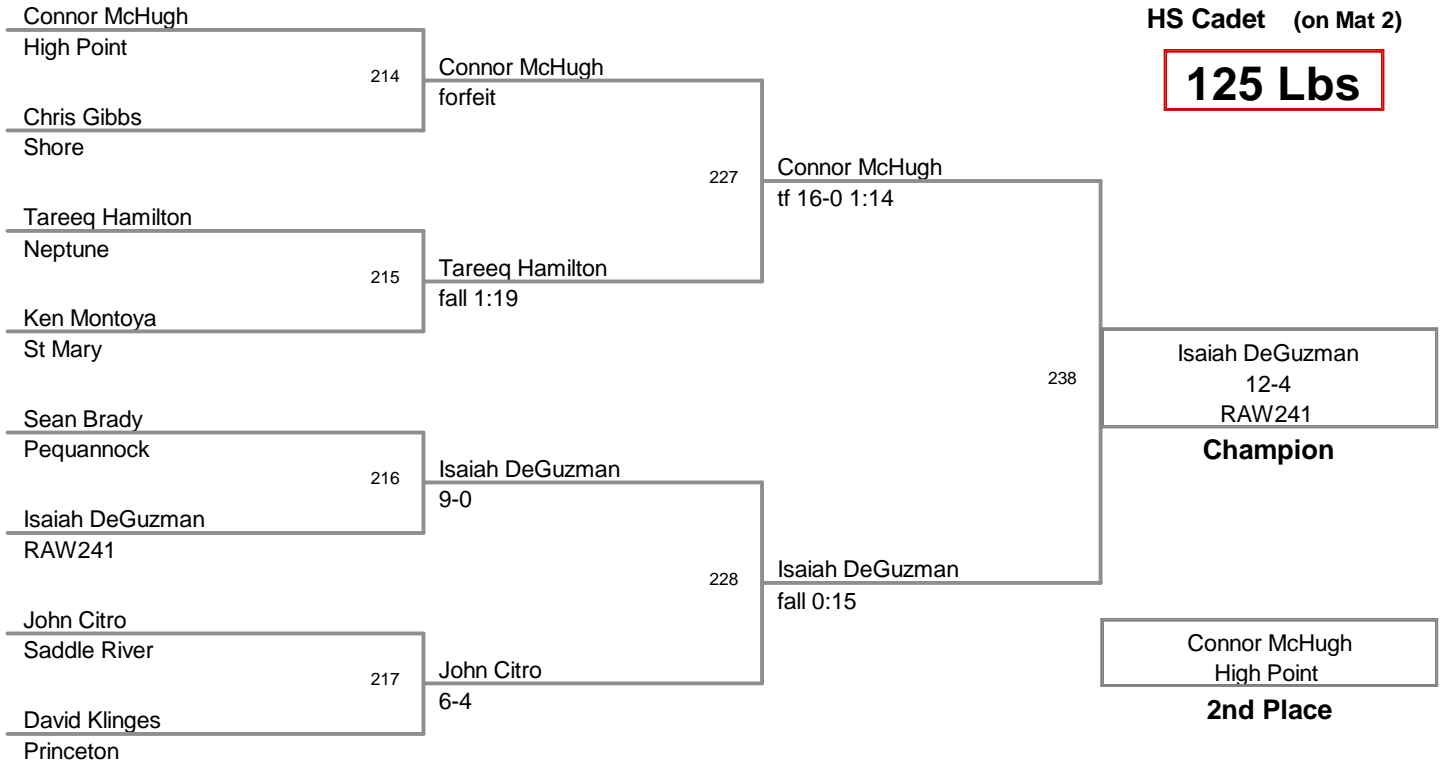 Connor McHugh
High Point
214
Chris Gibbs
Shore
Connor McHugh
forfeit
Tareeq Hamilton
Neptune
215
Ken Montoya
St Mary
Tareeq Hamilton
fall 1:19
227
Connor McHugh
tf 16-0 1:14
Sean Brady
Pequannock
216
Isaiah DeGuzman
RAW241
Isaiah DeGuzman
9-0
John Citro
Saddle River
217
David Klinges
Princeton
John Citro
6-4
228
Isaiah DeGuzman
fall 0:15
238
HS Cadet (on Mat 2)
125 Lbs
Isaiah DeGuzman
12-4
RAW241
Champion
Connor McHugh
High Point
2nd Place